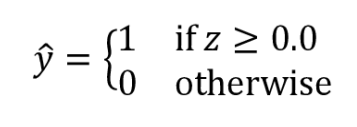 ŷ = {1 if z ≥ 0.0
0 otherwise